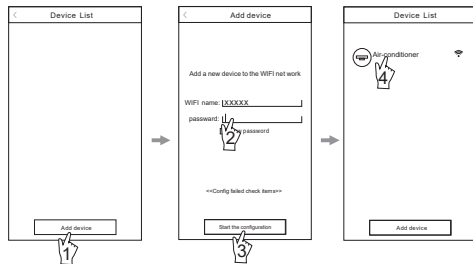 Device List
Add device
1
Add device
Add a new device to the WIFI net work
WIFI name: XXXXX
password:
2
password
<<Config failed check items>>
Start the configuration
3
Device List
Air-conditioner
4
Add device